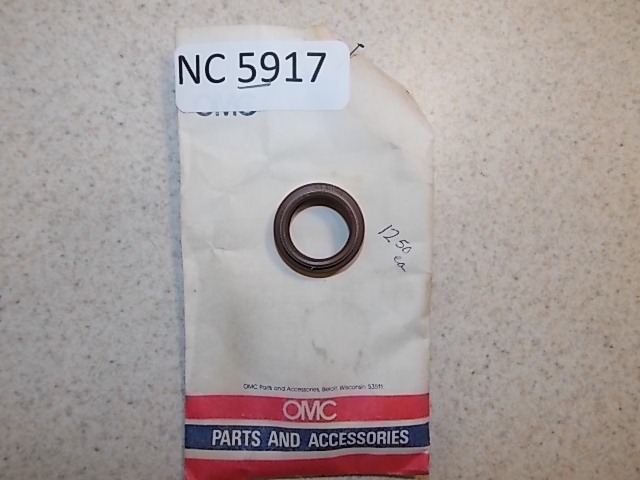 NC 5917
OMC
12.50
ea
OMC Parts and Accessories, Beloit, Wisconsin 53511
OMC
PARTS AND ACCESSORIES